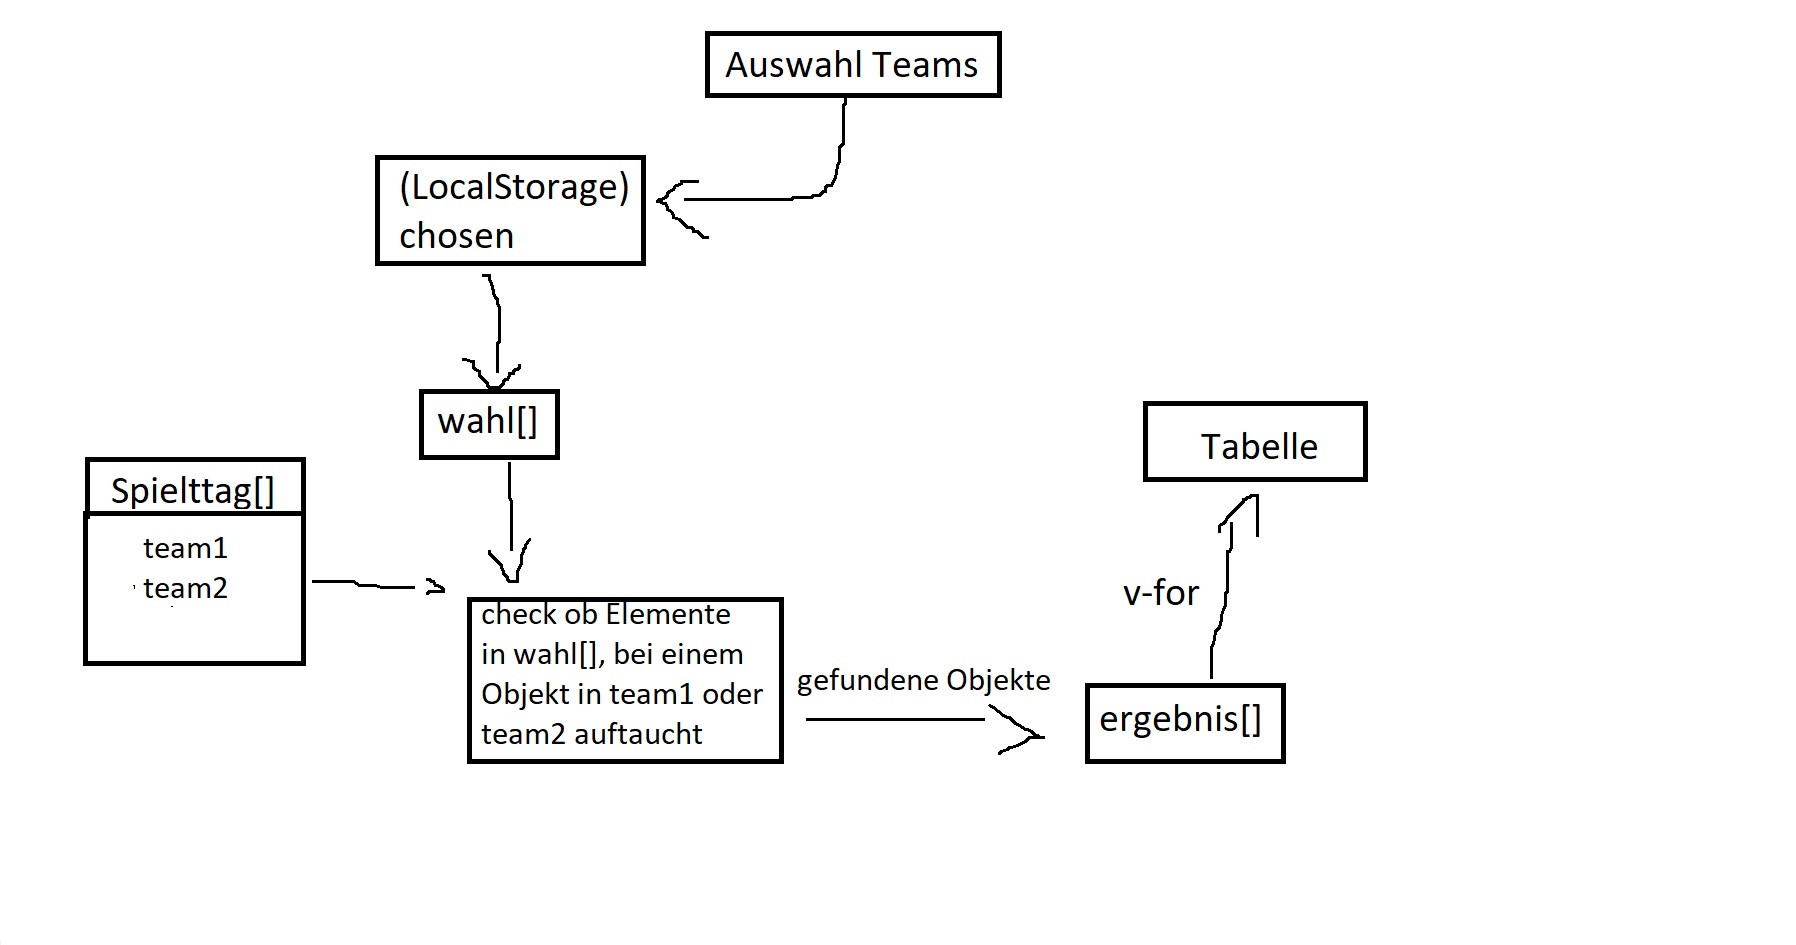 Auswahl Teams
(LocalStorage)
chosen
wahl[]
Spielttag[]
team1
team2
check ob Elemente
in wahl[], bei einem
Objekt in team1 oder
team2 auftaucht
gefundene Objekte
ergebnis[]
v-for
Tabelle